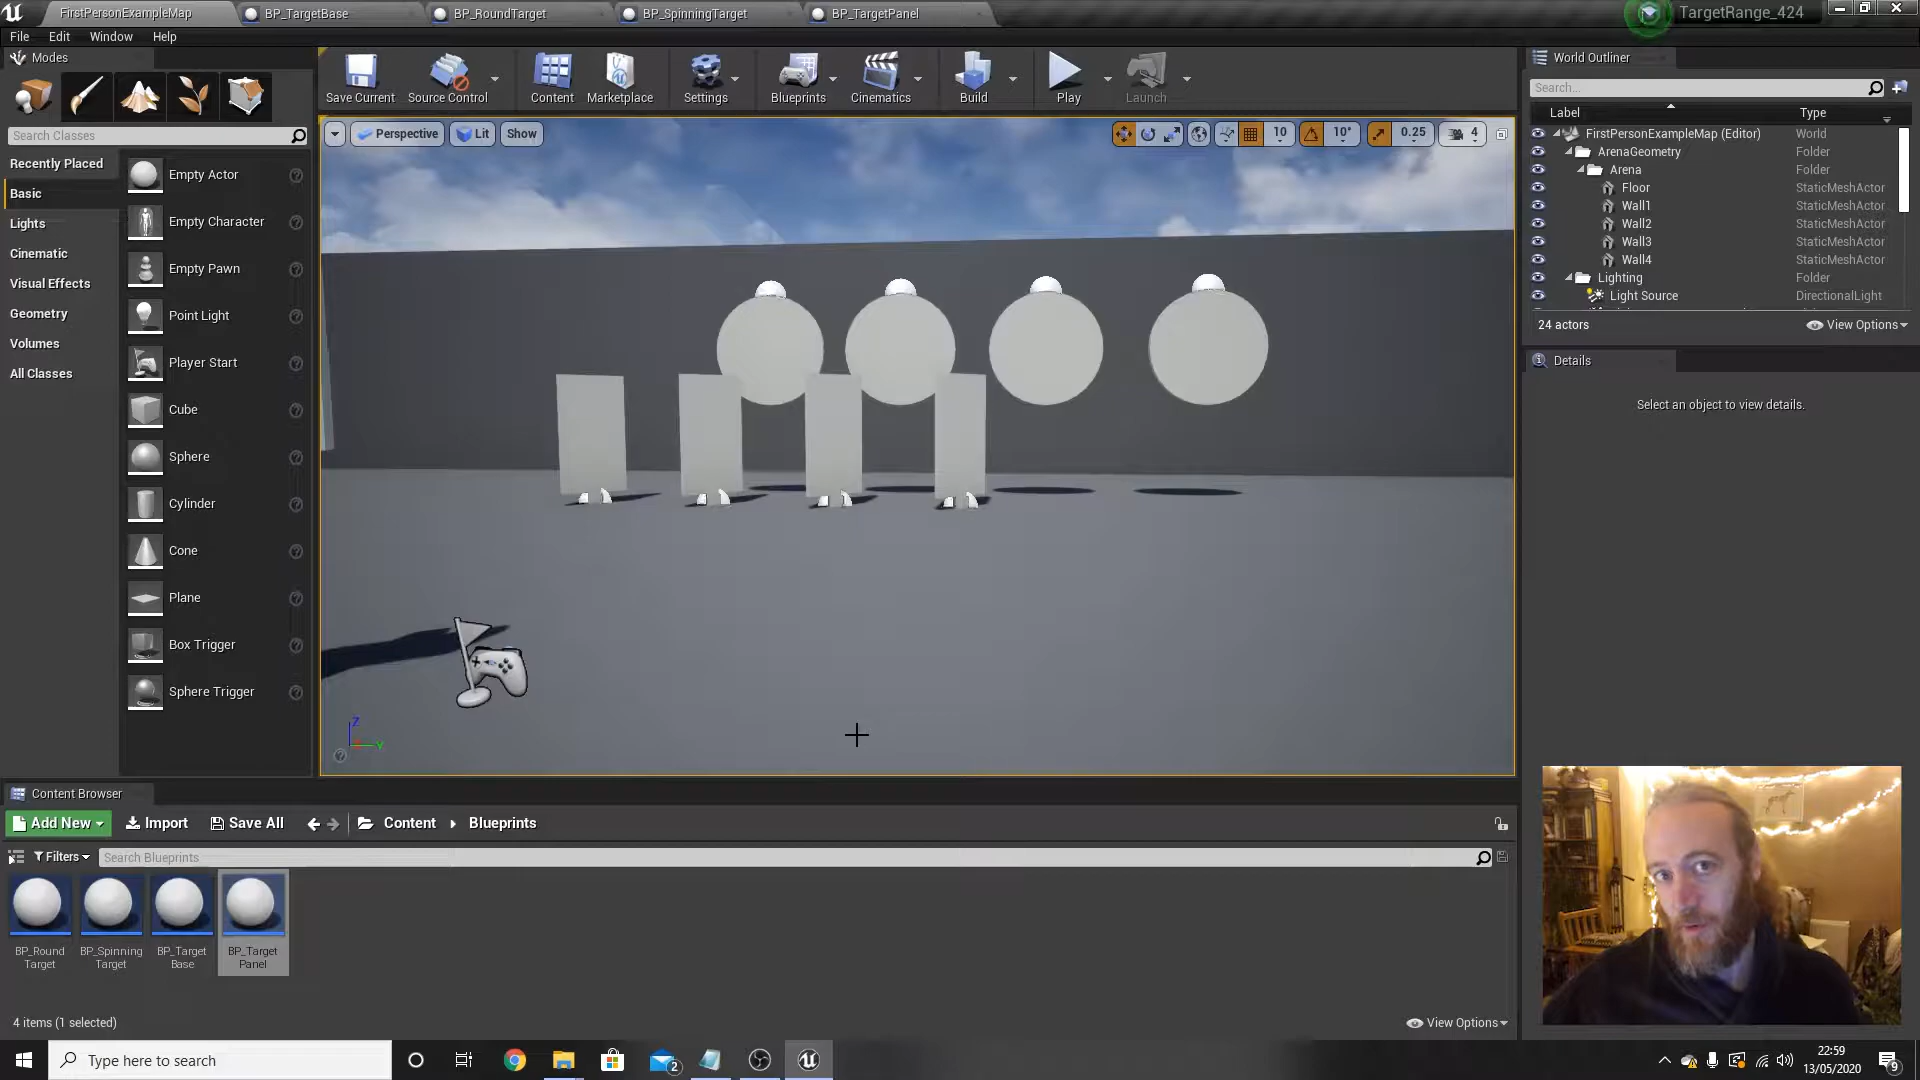 FirstPersonExampleMap
BP_TargetBase
BP_RoundTarget
BP_SpinningTarget
BP_TargetPanel
TargetRange_424
File Edit Window Help
Modes
Search Classes
Recently Placed
Basic
Lights
Cinematic
Visual Effects
Geometry
Volumes
All Classes
Empty Actor
Empty Character
Empty Pawn
Point Light
Player Start
Cube
Sphere
Cylinder
Cone
Plane
Box Trigger
Sphere Trigger
Save Current
Source Control
Content
Marketplace
Settings
Blueprints
Cinematics
Build
Play
Launch
Perspective
Lit
Show
10
10°
0.25
4
Z
Y
World Outliner
Search...
Label Type
FirstPersonExampleMap (Editor) World
ArenaGeometry Folder
Arena Folder
Floor StaticMeshActor
Wall1 StaticMeshActor
Wall2 StaticMeshActor
Wall3 StaticMeshActor
Wall4 StaticMeshActor
Lighting Folder
Light Source DirectionalLight
24 actors
View Options
Details
Select an object to view details.
Content Browser
Add New
Import
Save All
Content
Blueprints
Filters
Search Blueprints
BP_Round
Target
BP_Spinning
Target
BP_Target
Base
BP_Target
Panel
4 items (1 selected)
View Options
Type here to search
2
22:59
13/05/2020
9